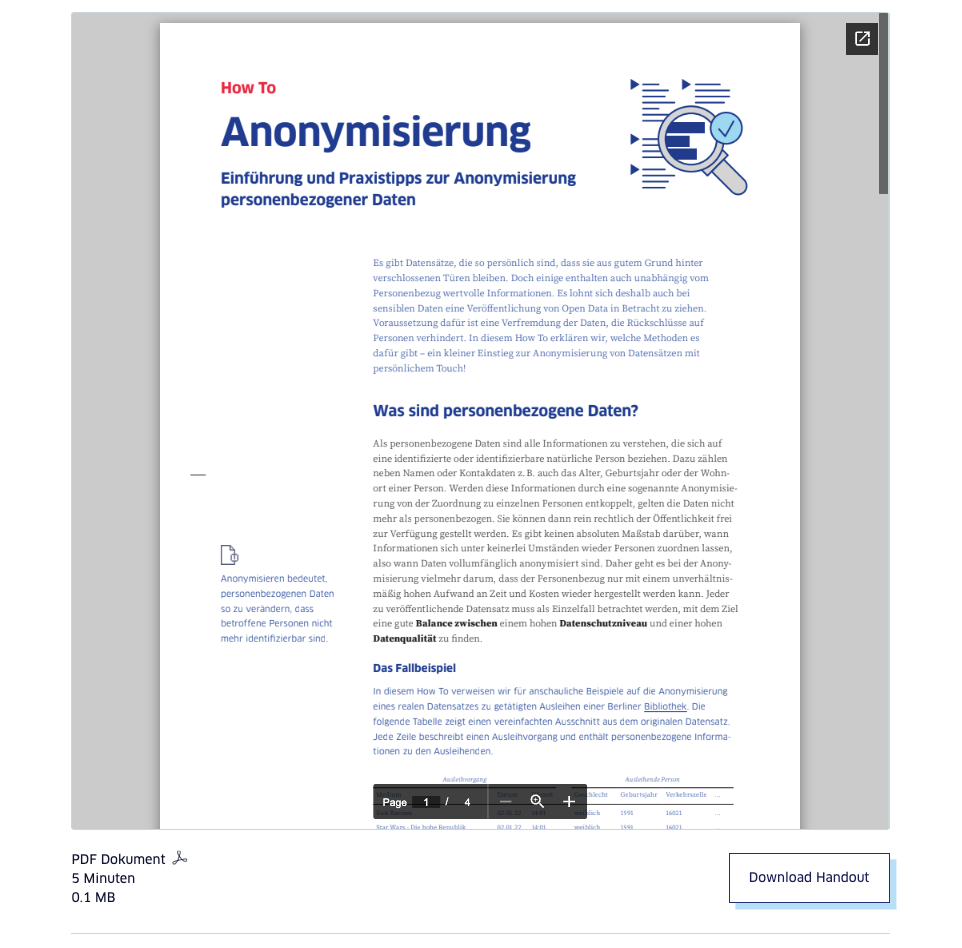 How To
Anonymisierung
Einführung und Praxistipps zur Anonymisierung
personenbezogener Daten
Es gibt Datensätze, die so persönlich sind, dass sie aus gutem Grund hinter
verschlossenen Türen bleiben. Doch einige enthalten auch unabhängig vom
Personenbezug wertvolle Informationen. Es lohnt sich deshalb auch bei
sensiblen Daten eine Veröffentlichung von Open Data in Betracht zu ziehen.
Voraussetzung dafür ist eine Verfremdung der Daten, die Rückschlüsse auf
Personen verhindert. In diesem How To erklären wir, welche Methoden es
dafür gibt – ein kleiner Einstieg zur Anonymisierung von Datensätzen mit
persönlichem Touch!
Was sind personenbezogene Daten?
Als personenbezogene Daten sind alle Informationen zu verstehen, die sich auf
eine identifizierte oder identifizierbare natürliche Person beziehen. Dazu zählen
neben Namen oder Kontakdaten z. B. auch das Alter, Geburtsjahr oder der Wohn-
ort einer Person. Werden diese Informationen durch eine sogenannte Anonymisie-
rung von der Zuordnung zu einzelnen Personen entkoppelt, gelten die Daten nicht
mehr als personenbezogen. Sie können dann rein rechtlich der Öffentlichkeit frei
zur Verfügung gestellt werden. Es gibt keinen absoluten Maßstab darüber, wann
Informationen sich unter keinerlei Umständen wieder Personen zuordnen lassen,
also wann Daten vollumfänglich anonymisiert sind. Daher geht es bei der Anony-
misierung vielmehr darum, dass der Personenbezug nur mit einem unverhältnis-
mäßig hohen Aufwand an Zeit und Kosten wieder hergestellt werden kann. Jeder
zu veröffentlichende Datensatz muss als Einzelfall betrachtet werden, mit dem Ziel
eine gute Balance zwischen einem hohen Datenschutzniveau und einer hohen
Datenqualität zu finden.
Anonymisieren bedeutet,
personenbezogenen Daten
so zu verändern, dass
betroffene Personen nicht
mehr identifizierbar sind.
Das Fallbeispiel
In diesem How To verweisen wir für anschauliche Beispiele auf die Anonymisierung
eines realen Datensatzes zu getätigten Ausleihen einer Berliner Bibliothek. Die
folgende Tabelle zeigt einen vereinfachten Ausschnitt aus dem originalen Datensatz.
Jede Zeile beschreibt einen Ausleihvorgang und enthält personenbezogene Informa-
tionen zu den Ausleihenden.
Ausleihvorgang Ausleihende Person
Datum Geschlecht Geburtsjahr Verkehrszelle ...
02.01.22 14:01 weiblich 1991 16021 ...
Star Wars - Die hohe Republik 02.01.22 14:01 weiblich 1991 16021 ...
Page 1 / 4
PDF Dokument
5 Minuten
0.1 MB
Download Handout